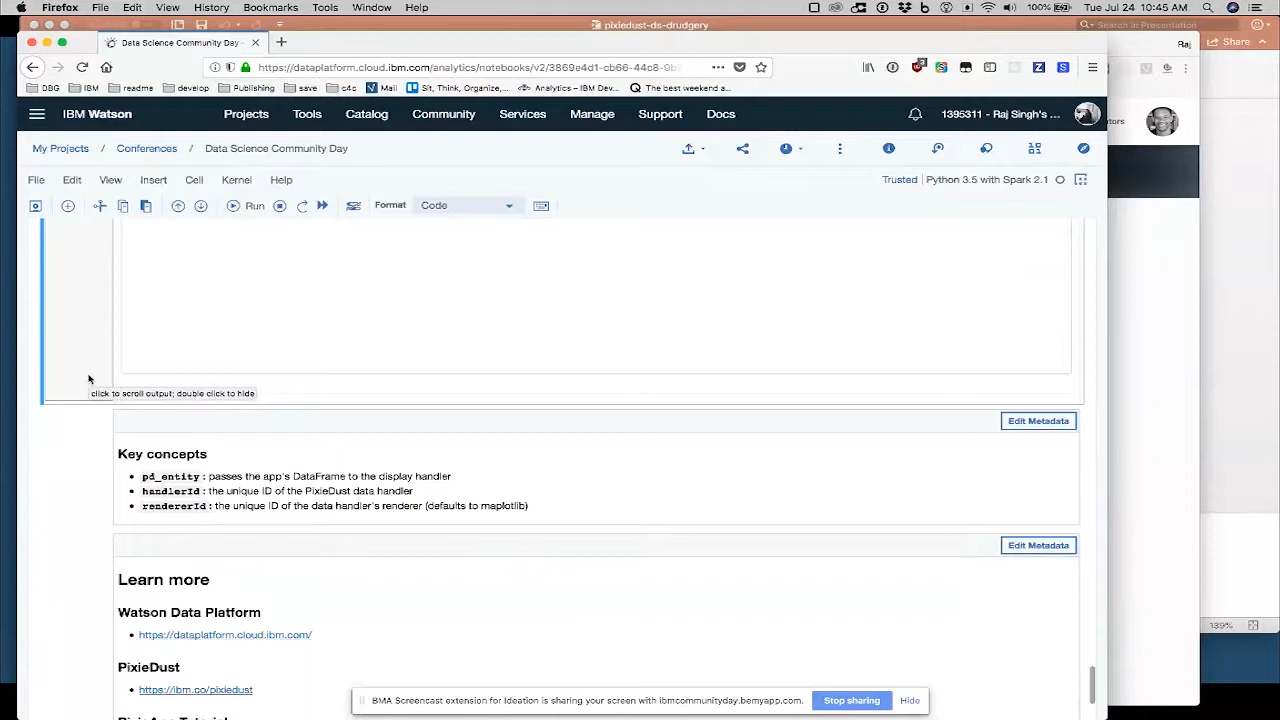 Firefox File Edit View History Bookmarks Tools Window Help 100% Tue Jul 24 10:45 AM
pixiedust-ds-drudgery Search in Presentation
Data Science Community Day - Share
Raj
https://dataplatform.cloud.ibm.com/analytics/notebooks/v2/3869e4d1-cb66-44c8-9b
DBG IBM readme develop Publishing save c4c Mail Sit, Think, Organize,... Analytics – IBM Dev... The best weekend a...
IBM Watson Projects Tools Catalog Community Services Manage Support Docs 1395311 - Raj Singh's ...
My Projects / Conferences / Data Science Community Day
File Edit View Insert Cell Kernel Help Trusted Python 3.5 with Spark 2.1
Run Format Code
click to scroll output; double click to hide
Edit Metadata
Key concepts
pd_entity: passes the app's DataFrame to the display handler
handlerId: the unique ID of the PixieDust data handler
rendererId: the unique ID of the data handler's renderer (defaults to maplotlib)
Edit Metadata
Learn more
Watson Data Platform
https://dataplatform.cloud.ibm.com/
139%
PixieDust
https://ibm.co/pixiedust
BMA Screencast extension for Ideation is sharing your screen with ibmcommunityday.bemyapp.com. Stop sharing Hide